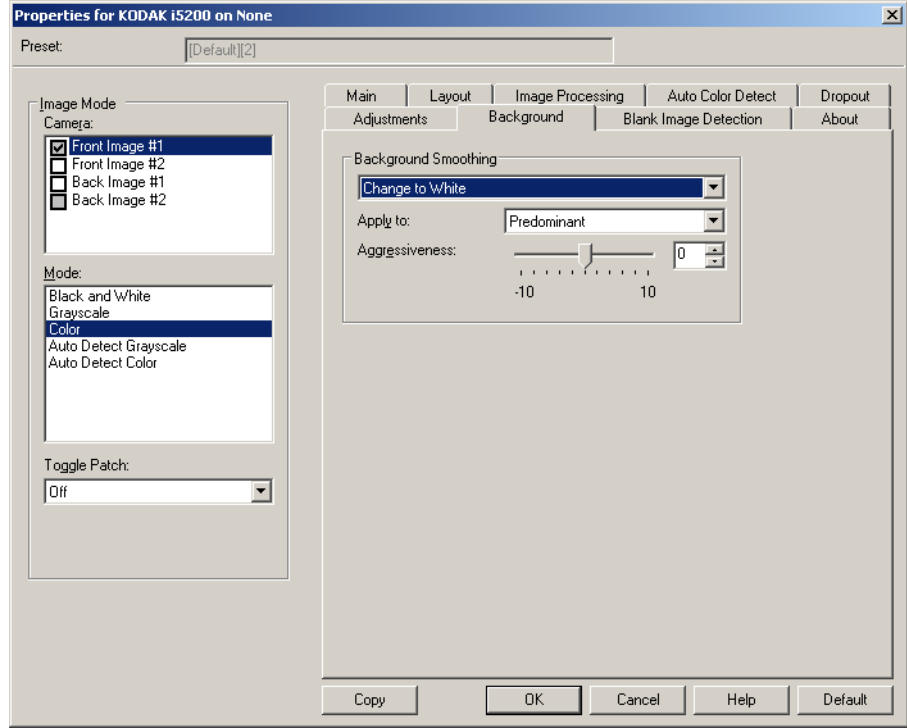 Properties for KODAK i5200 on None
Preset:
[Default][2]
Image Mode
Camera:
Front Image #1
Front Image #2
Back Image #1
Back Image #2
Mode:
Black and White
Grayscale
Color
Auto Detect Grayscale
Auto Detect Color
Toggle Patch:
Off
Main
Layout
Image Processing
Auto Color Detect
Dropout
Adjustments
Background
Blank Image Detection
About
Background Smoothing
Change to White
Apply to:
Predominant
Aggressiveness:
0
-10
10
Copy
OK
Cancel
Help
Default